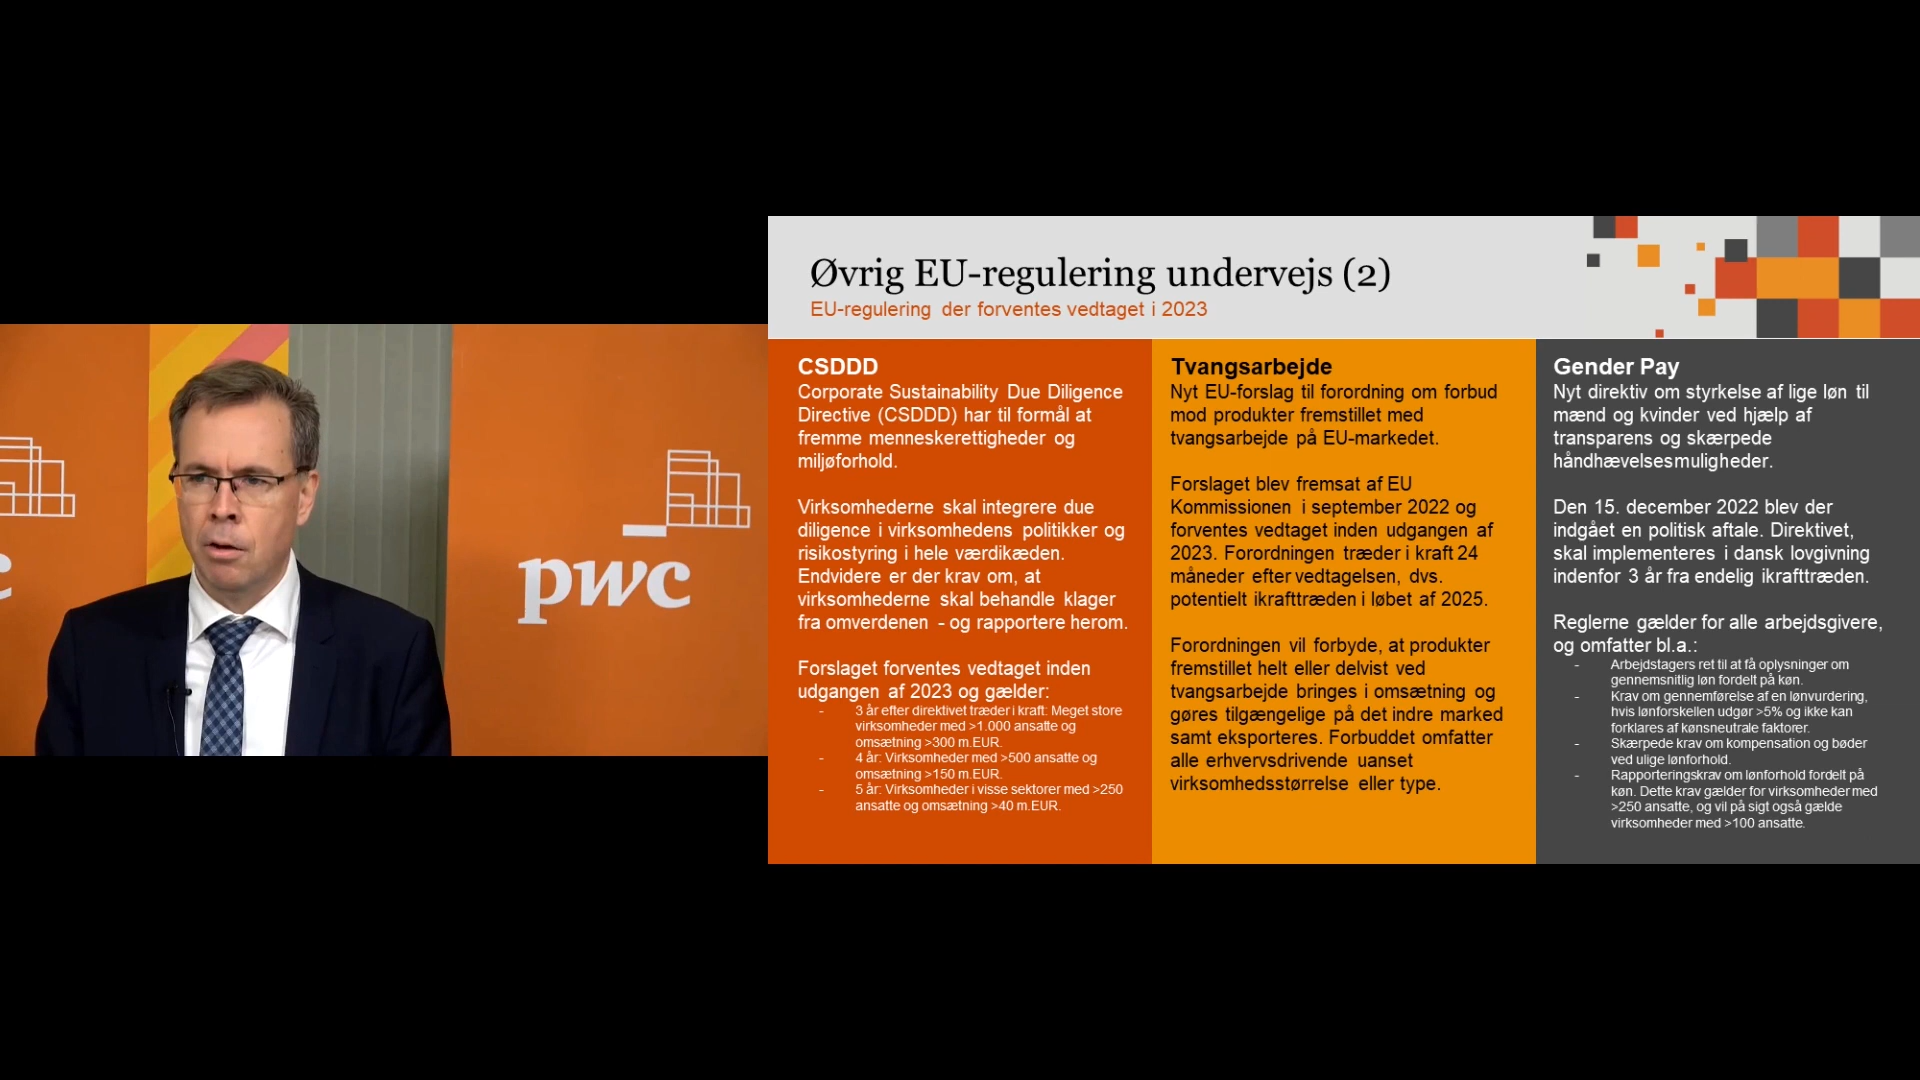 pwc
Øvrig EU-regulering undervejs (2)
EU-regulering der forventes vedtaget i 2023
CSDDD
Corporate Sustainability Due Diligence
Directive (CSDDD) har til formål at
fremme menneskerettigheder og
miljøforhold.
Virksomhederne skal integrere due
diligence i virksomhedens politikker og
risikostyring i hele værdikæden.
Endvidere er der krav om, at
virksomhederne skal behandle klager
fra omverdenen - og rapportere herom.
Forslaget forventes vedtaget inden
udgangen af 2023 og gælder:
- 3 år efter direktivet træder i kraft: Meget store
virksomheder med >1.000 ansatte og
omsætning >300 m.EUR.
- 4 år: Virksomheder med >500 ansatte og
omsætning >150 m.EUR.
- 5 år: Virksomheder i visse sektorer med >250
ansatte og omsætning >40 m.EUR.
Tvangsarbejde
Nyt EU-forslag til forordning om forbud
mod produkter fremstillet med
tvangsarbejde på EU-markedet.
Forslaget blev fremsat af EU
Kommissionen i september 2022 og
forventes vedtaget inden udgangen af
2023. Forordningen træder i kraft 24
måneder efter vedtagelsen, dvs.
potentielt ikrafttræden i løbet af 2025.
Forordningen vil forbyde, at produkter
fremstillet helt eller delvist ved
tvangsarbejde bringes i omsætning og
gøres tilgængelige på det indre marked
samt eksporteres. Forbuddet omfatter
alle erhvervsdrivende uanset
virksomhedsstørrelse eller type.
Gender Pay
Nyt direktiv om styrkelse af lige løn til
mænd og kvinder ved hjælp af
transparens og skærpede
håndhævelsesmuligheder.
Den 15. december 2022 blev der
indgået en politisk aftale. Direktivet,
skal implementeres i dansk lovgivning
indenfor 3 år fra endelig ikrafttræden.
Reglerne gælder for alle arbejdsgivere,
og omfatter bl.a.:
- Arbejdstagers ret til at få oplysninger om
gennemsnitlig løn fordelt på køn.
- Krav om gennemførelse af en lønvurdering,
hvis lønforskellen udgør >5% og ikke kan
forklares af kønsneutrale faktorer.
- Skærpede krav om kompensation og bøder
ved ulige lønforhold.
- Rapporteringskrav om lønforhold fordelt på
køn. Dette krav gælder for virksomheder med
>250 ansatte, og vil på sigt også gælde
virksomheder med >100 ansatte.